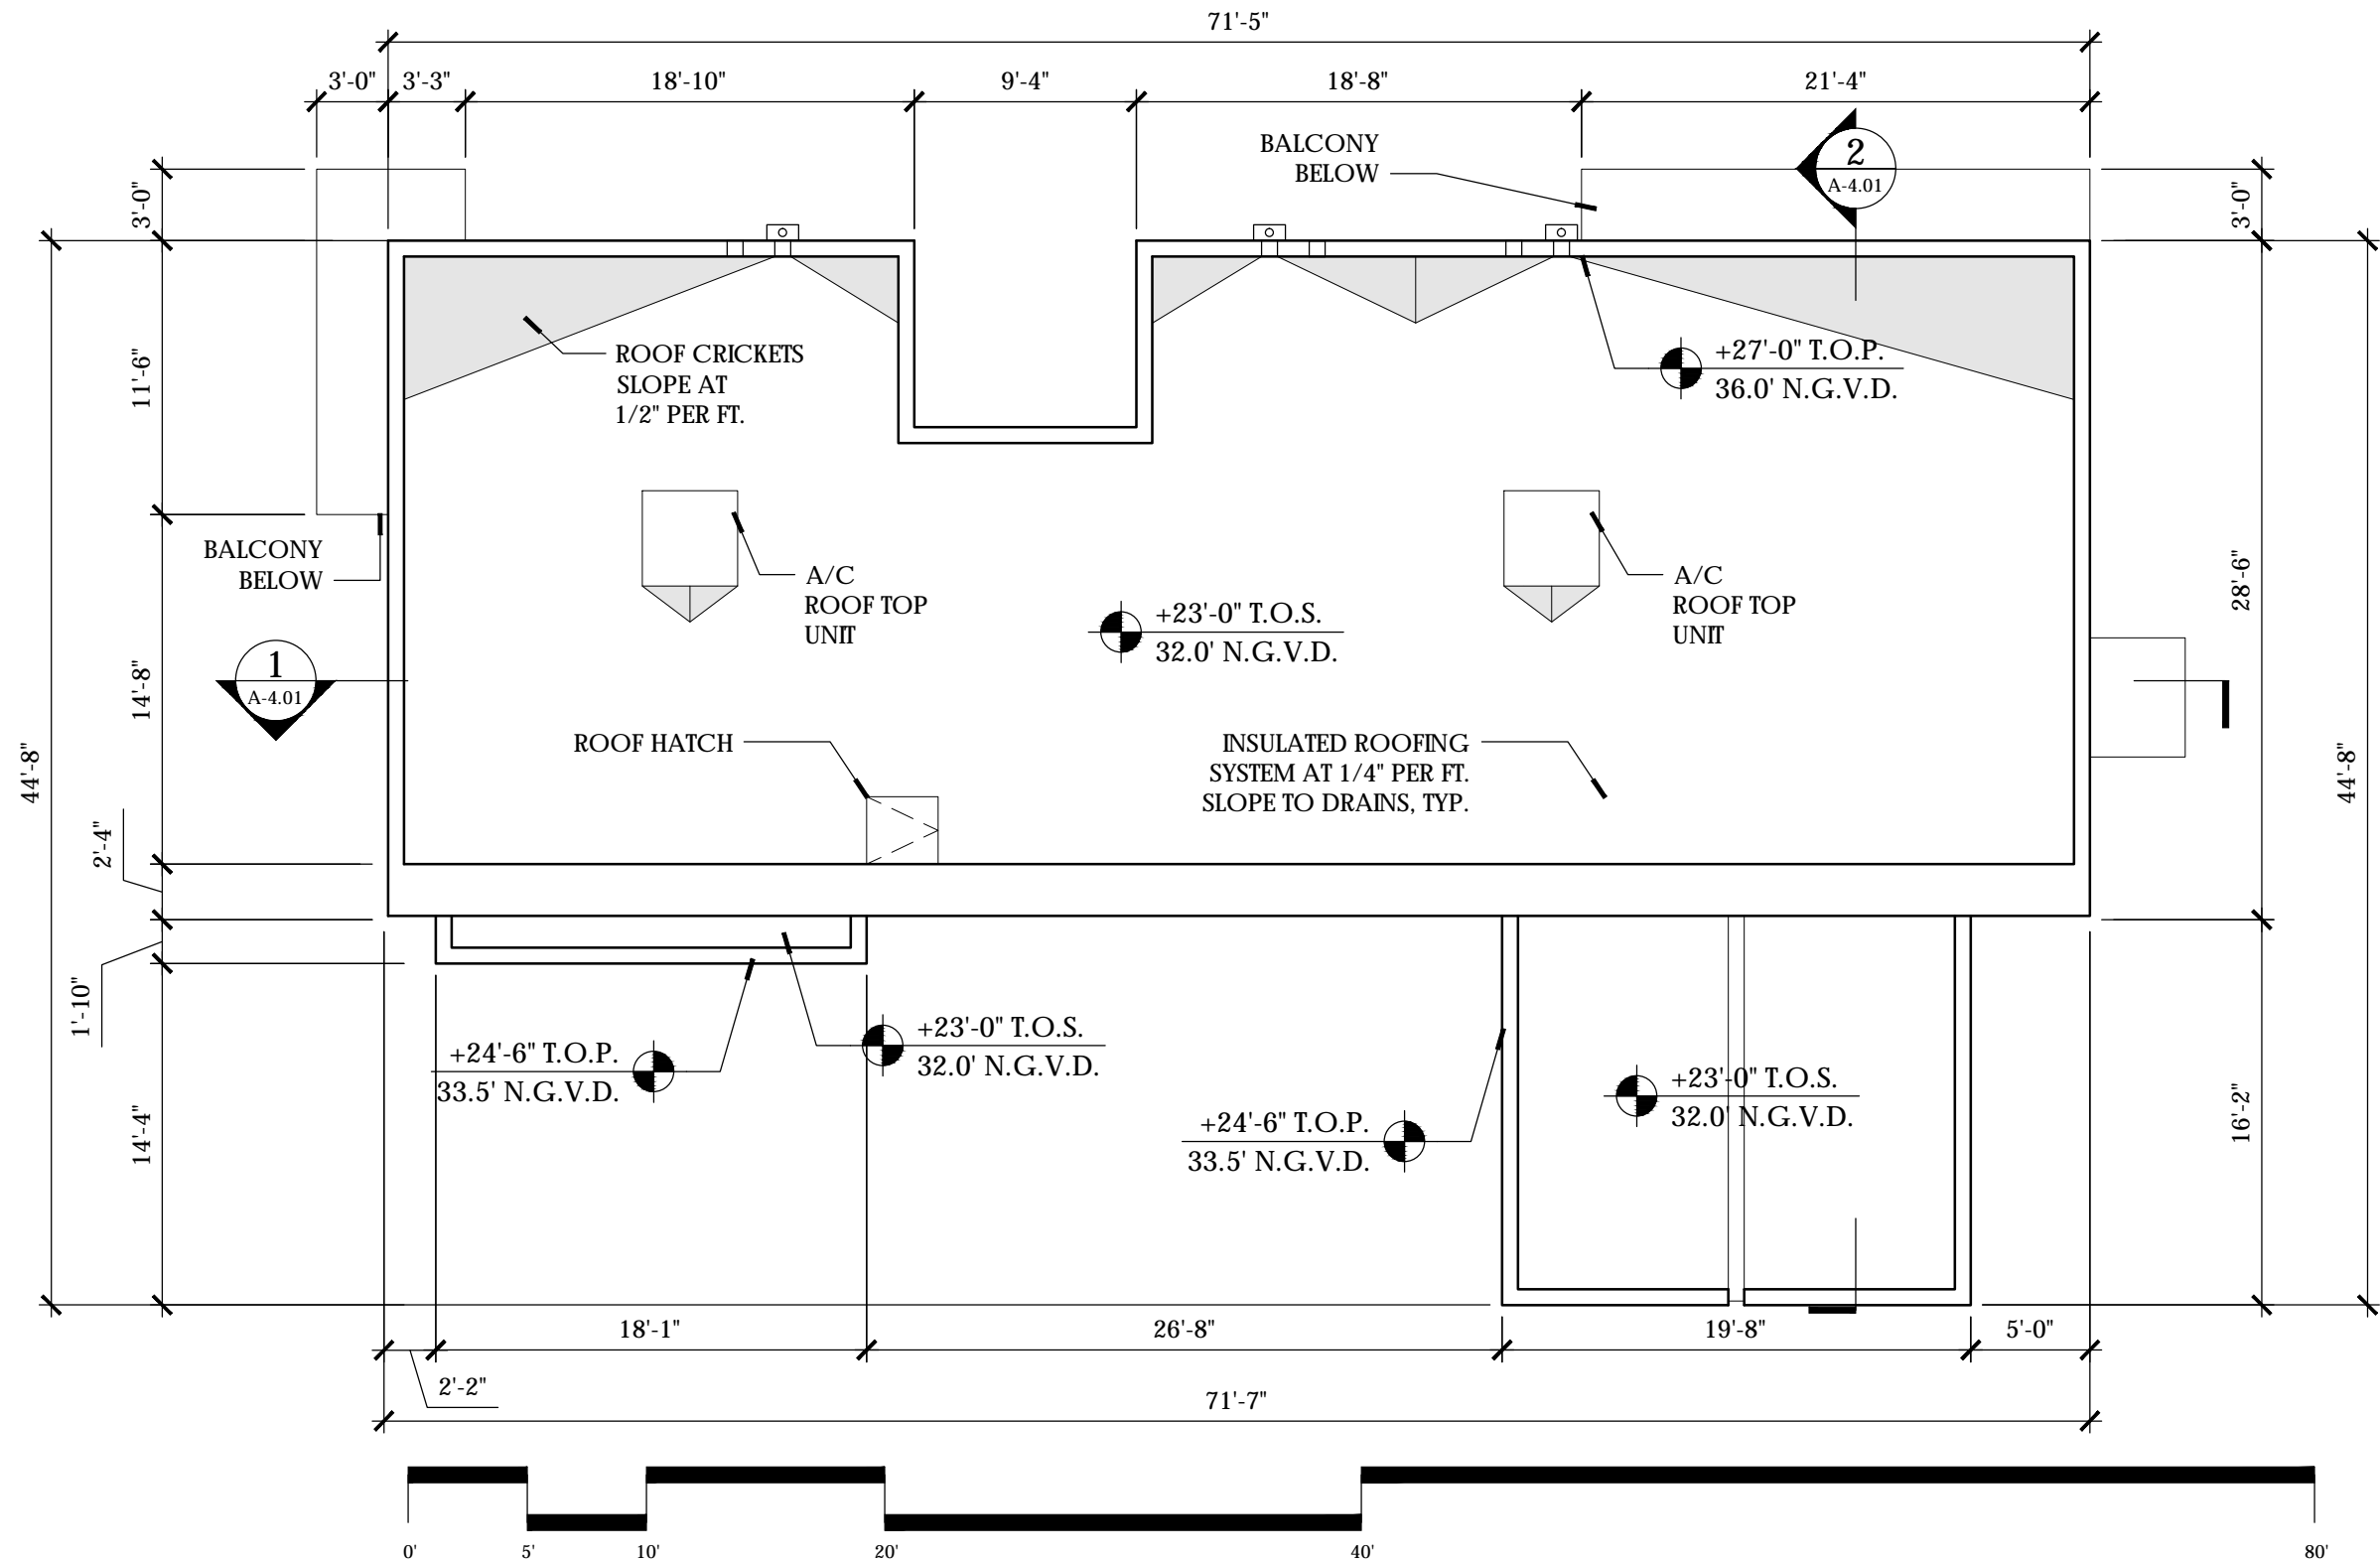 71'-5"
3'-0"
3'-3"
18'-10"
9'-4"
18'-8"
21'-4"
BALCONY
BELOW
2
A-4.01
3'-0"
3'-0"
ROOF CRICKETS
SLOPE AT
1/2" PER FT.
+27'-0" T.O.P.
36.0' N.G.V.D.
11'-6"
BALCONY
BELOW
A/C
ROOF TOP
UNIT
A/C
ROOF TOP
UNIT
+23'-0" T.O.S.
32.0' N.G.V.D.
28'-6"
1
A-4.01
14'-8"
44'-8"
44'-8"
ROOF HATCH
INSULATED ROOFING
SYSTEM AT 1/4" PER FT.
SLOPE TO DRAINS, TYP.
2'-4"
1'-10"
+24'-6" T.O.P.
33.5' N.G.V.D.
+23'-0" T.O.S.
32.0' N.G.V.D.
+24'-6" T.O.P.
33.5' N.G.V.D.
+23'-0" T.O.S.
32.0' N.G.V.D.
14'-4"
16'-2"
18'-1"
26'-8"
19'-8"
5'-0"
2'-2"
71'-7"
0'
5'
10'
20'
40'
80'